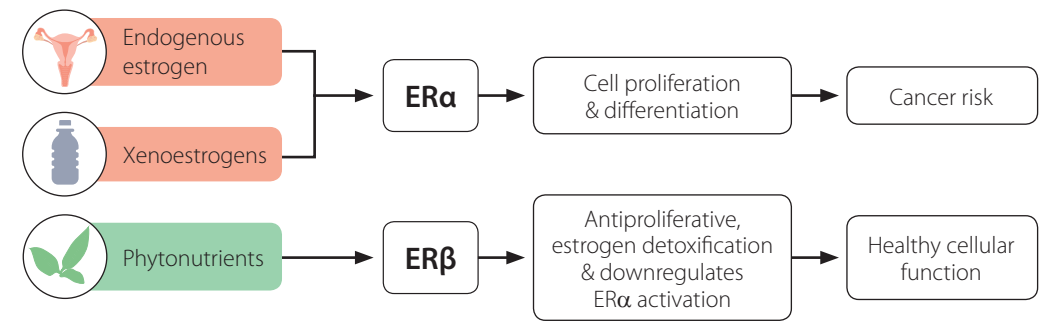 Endogenous
estrogen
Xenoestrogens
ERα
Cell proliferation
& differentiation
Cancer risk
Phytonutrients
ERβ
Antiproliferative,
estrogen detoxification
& downregulates
ERα activation
Healthy cellular
function